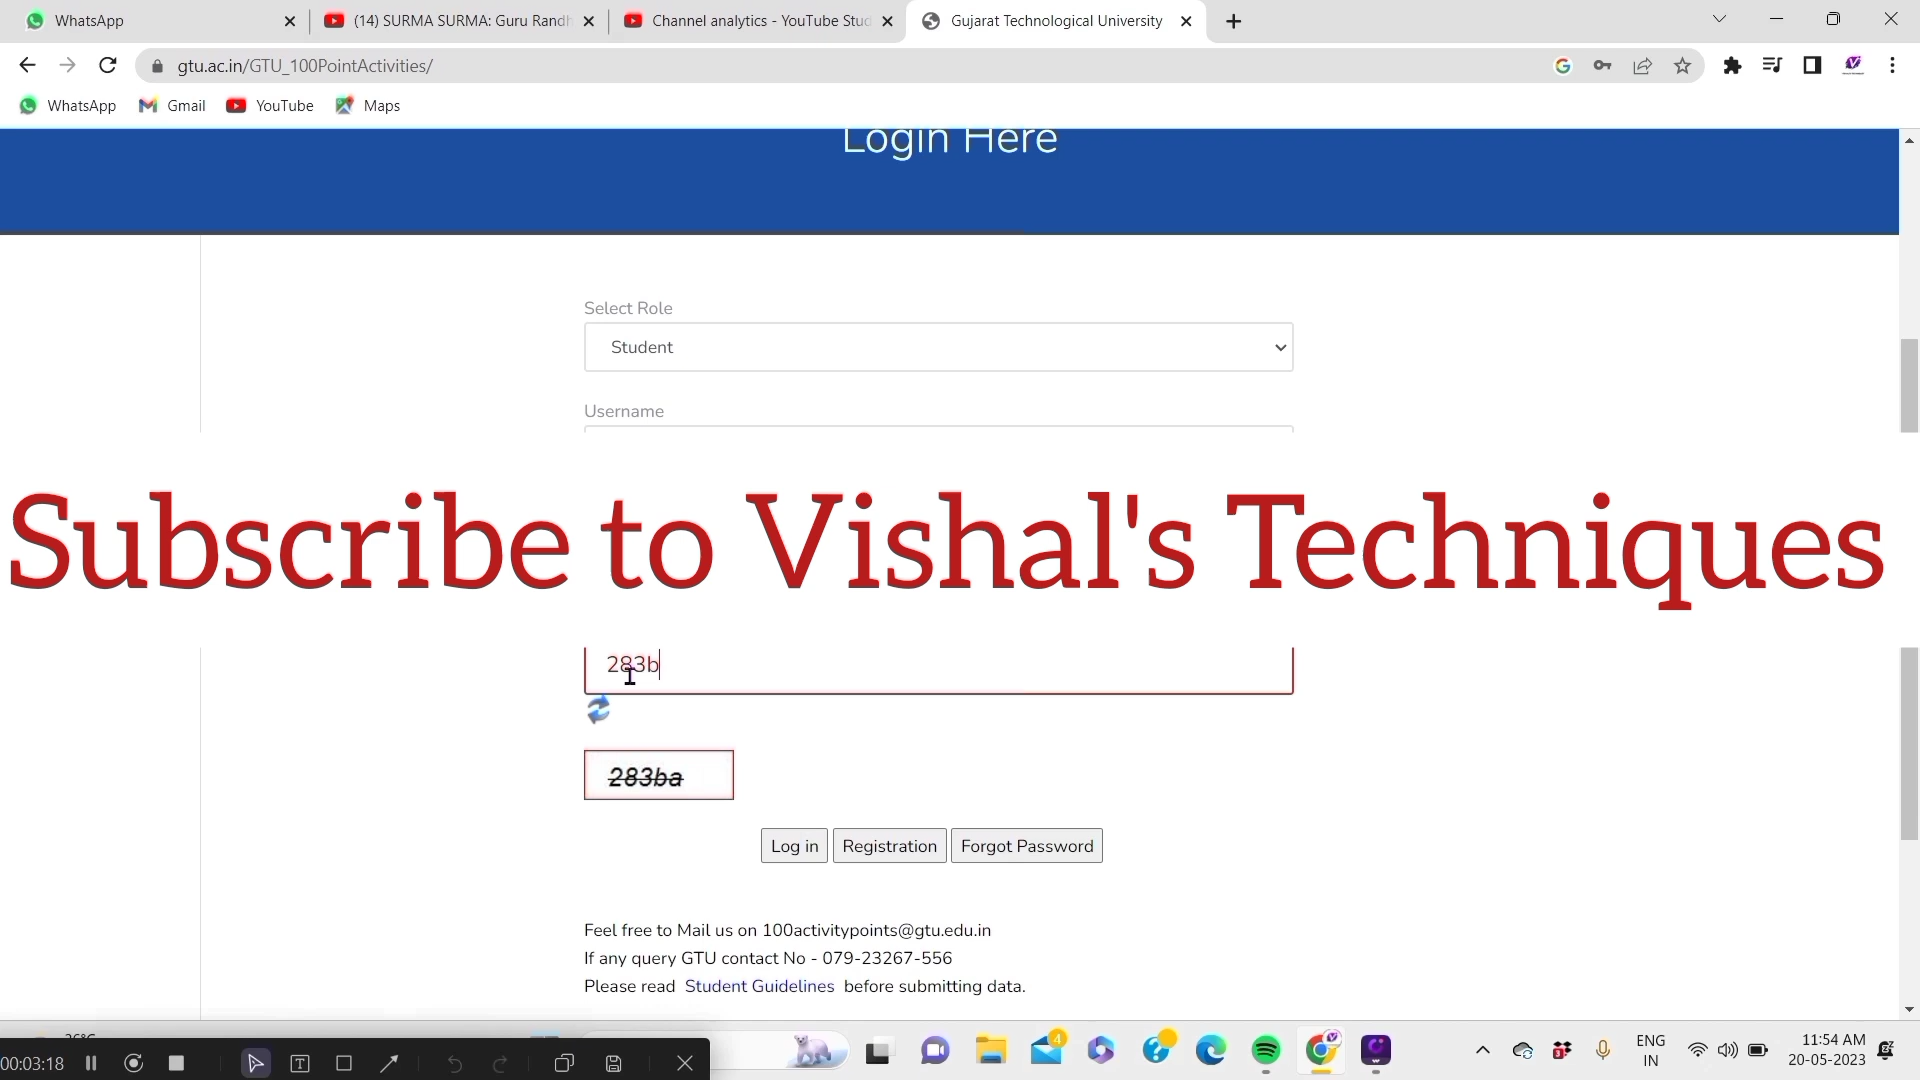 WhatsApp
(14) SURMA SURMA: Guru Randh
Channel analytics - YouTube Stud
Gujarat Technological University
gtu.ac.in/GTU_100PointActivities/
WhatsApp
Gmail
YouTube
Maps
Login Here
Select Role
Student
Username
Subscribe to Vishal's Techniques
283b
283ba
Log in
Registration
Forgot Password
Feel free to Mail us on 100activitypoints@gtu.edu.in
If any query GTU contact No - 079-23267-556
Please read Student Guidelines before submitting data.
00:03:18
4
ENG
IN
11:54 AM
20-05-2023